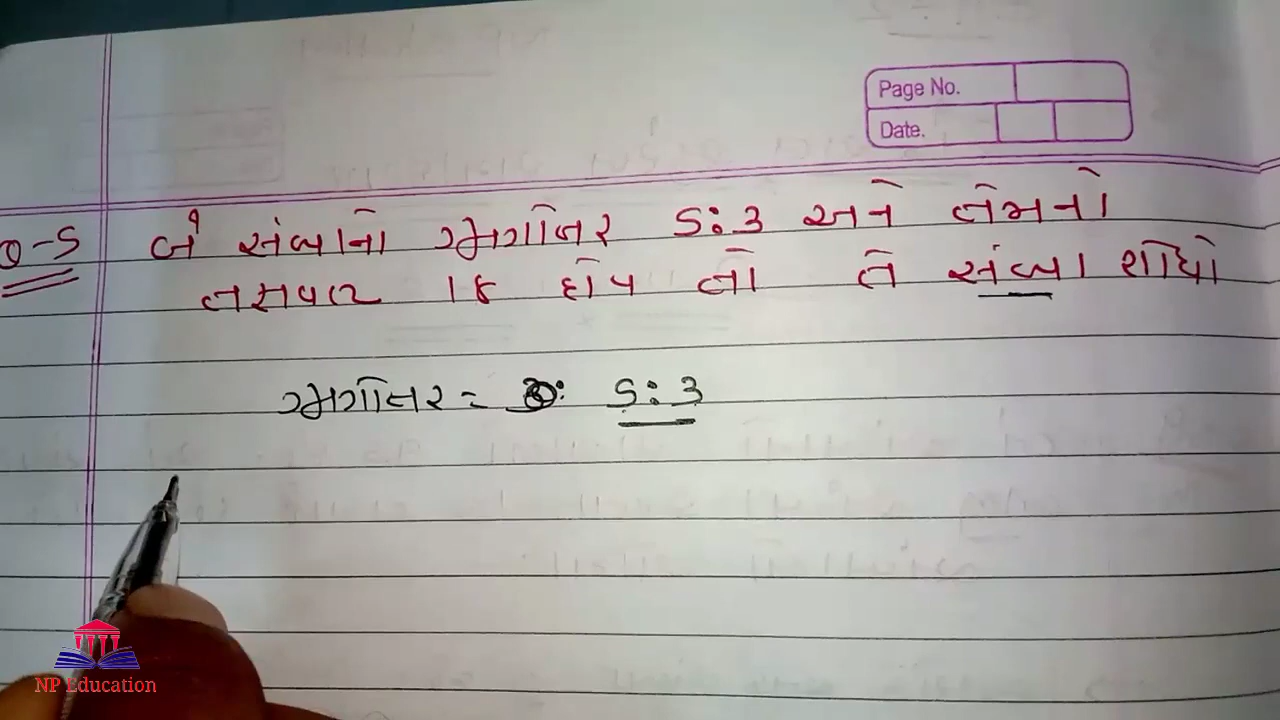 Page No.
Date.
Q-5 બે સંખ્યાનો ગુણોત્તર 5:3 અને તેમનો
તફાવત 18 હોય તો તે સંખ્યા શોધો
ગુણોત્તર = 5:3
NP Education